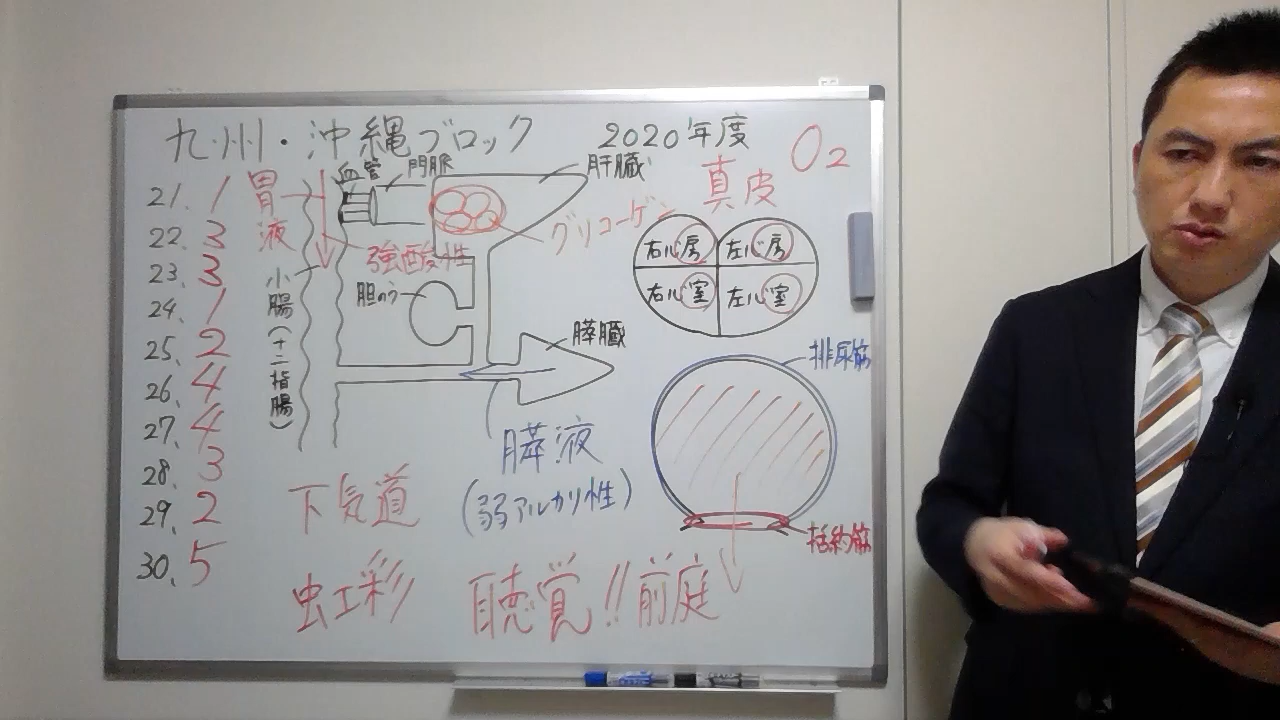 九州・沖縄ブロック 2020年度 O2
21. 1
22. 3
23. 3
24. 1
25. 2
26. 4
27. 4
28. 3
29. 2
30. 5
胃液
血管
門脈
肝臓
グリコーゲン
強酸性
小腸(十二指腸)
胆のう
膵臓
膵液
(弱アルカリ性)
真皮
右心房 左心房
右心室 左心室
排尿筋
括約筋
下気道
虹彩
聴覚!!前庭